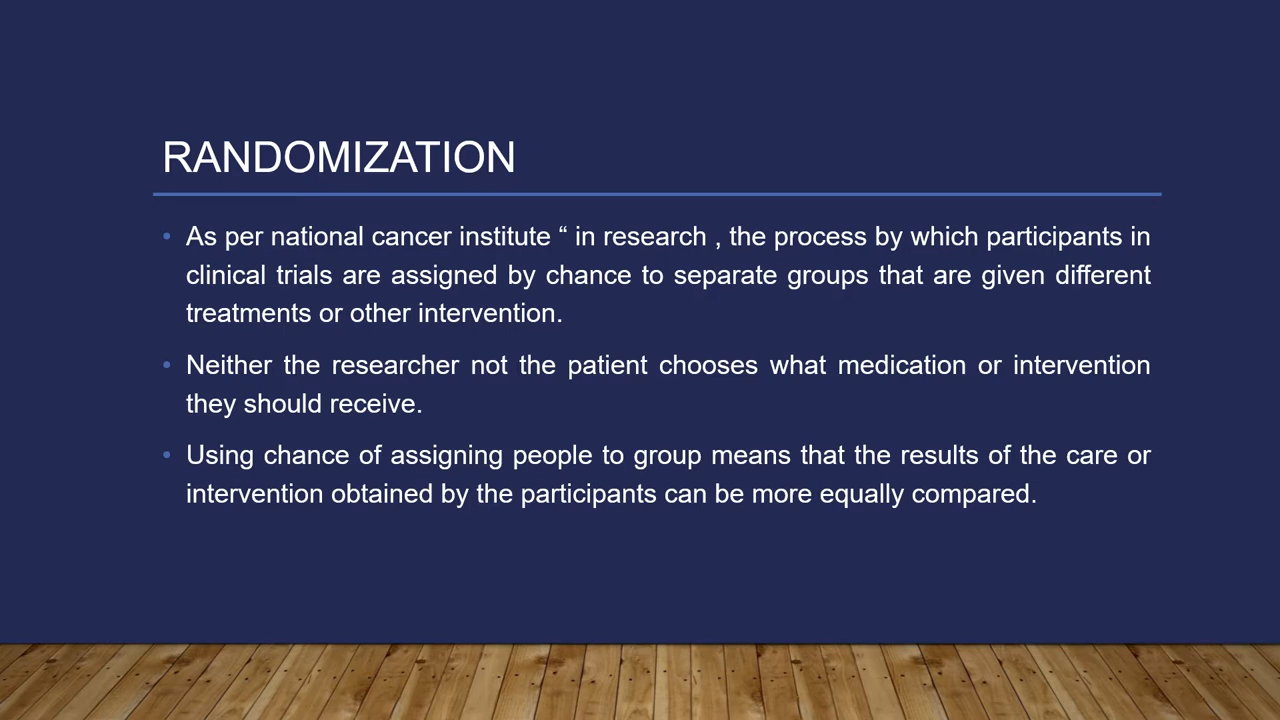 RANDOMIZATION
• As per national cancer institute “ in research , the process by which participants in
clinical trials are assigned by chance to separate groups that are given different
treatments or other intervention.
• Neither the researcher not the patient chooses what medication or intervention
they should receive.
• Using chance of assigning people to group means that the results of the care or
intervention obtained by the participants can be more equally compared.